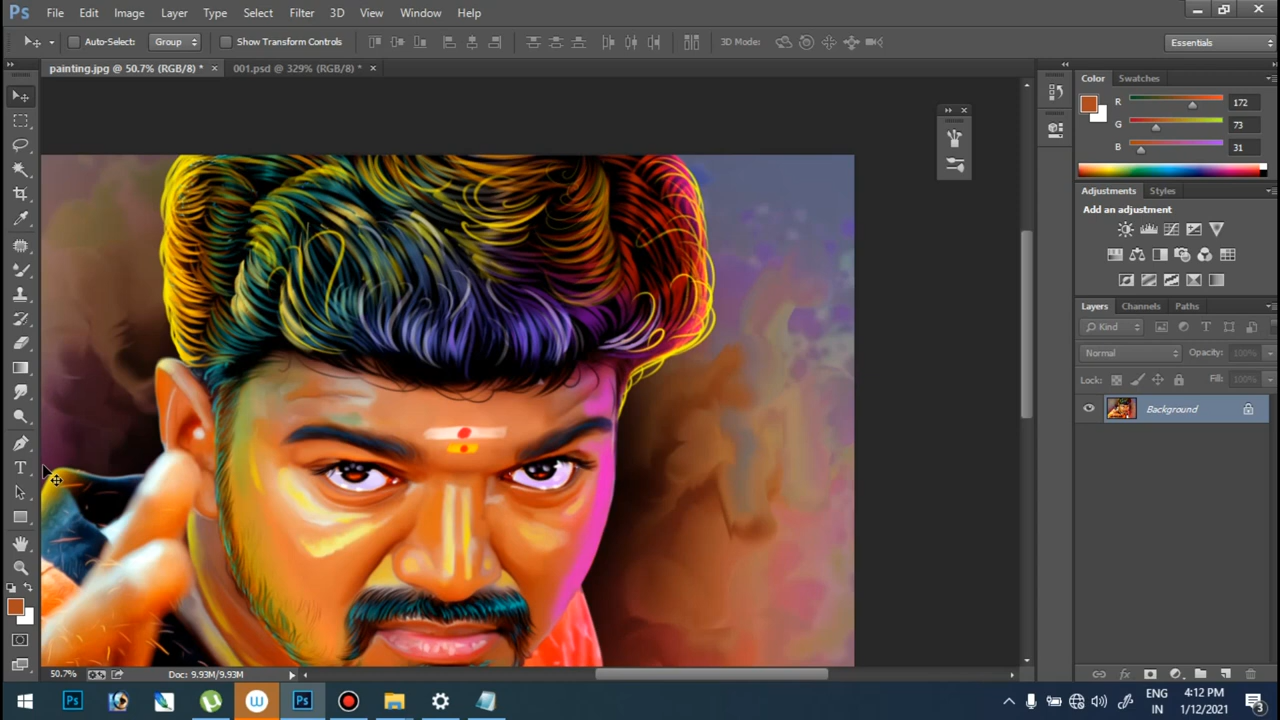 Ps File Edit Image Layer Type Select Filter 3D View Window Help
Auto-Select: Group Show Transform Controls 3D Mode: Essentials
painting.jpg @ 50.7% (RGB/8) * × 001.psd @ 329% (RGB/8) * ×
Color Swatches
R 172
G 73
B 31
Adjustments Styles
Add an adjustment
Layers Channels Paths
Kind
Normal Opacity: 100%
Lock: Fill: 100%
Background
50.7% Doc: 9.93M/9.93M
ENG 4:12 PM
IN 1/12/2021